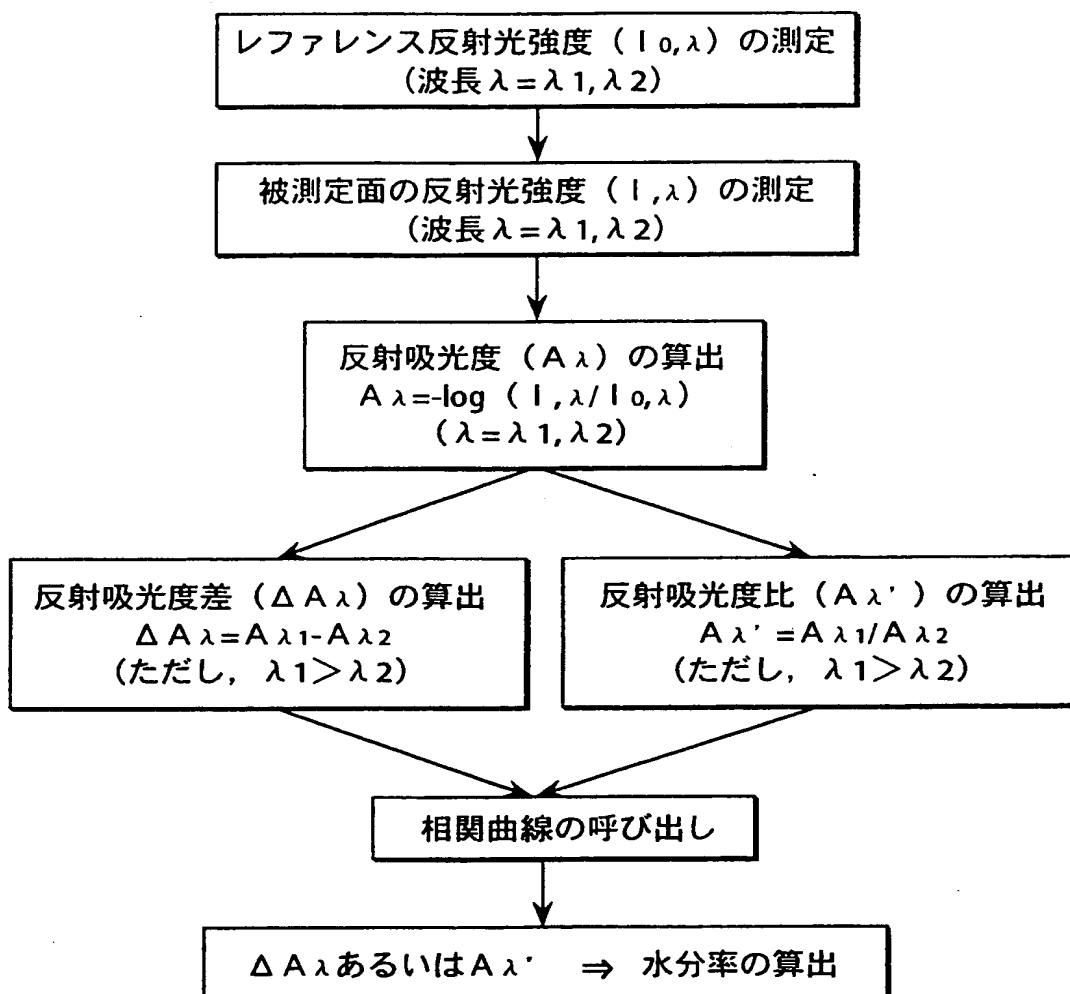 レファレンス反射光強度（I0,λ）の測定
(波長λ=λ1,λ2)
被測定面の反射光強度（I,λ）の測定
(波長λ=λ1,λ2)
反射吸光度（Aλ）の算出
Aλ=-log（I,λ/I0,λ）
(λ=λ1,λ2)
反射吸光度差（ΔAλ）の算出
ΔAλ=Aλ1-Aλ2
(ただし，λ1＞λ2)
反射吸光度比（Aλ'）の算出
Aλ'=Aλ1/Aλ2
(ただし，λ1＞λ2)
相関曲線の呼び出し
ΔAλあるいはAλ' ⇒ 水分率の算出